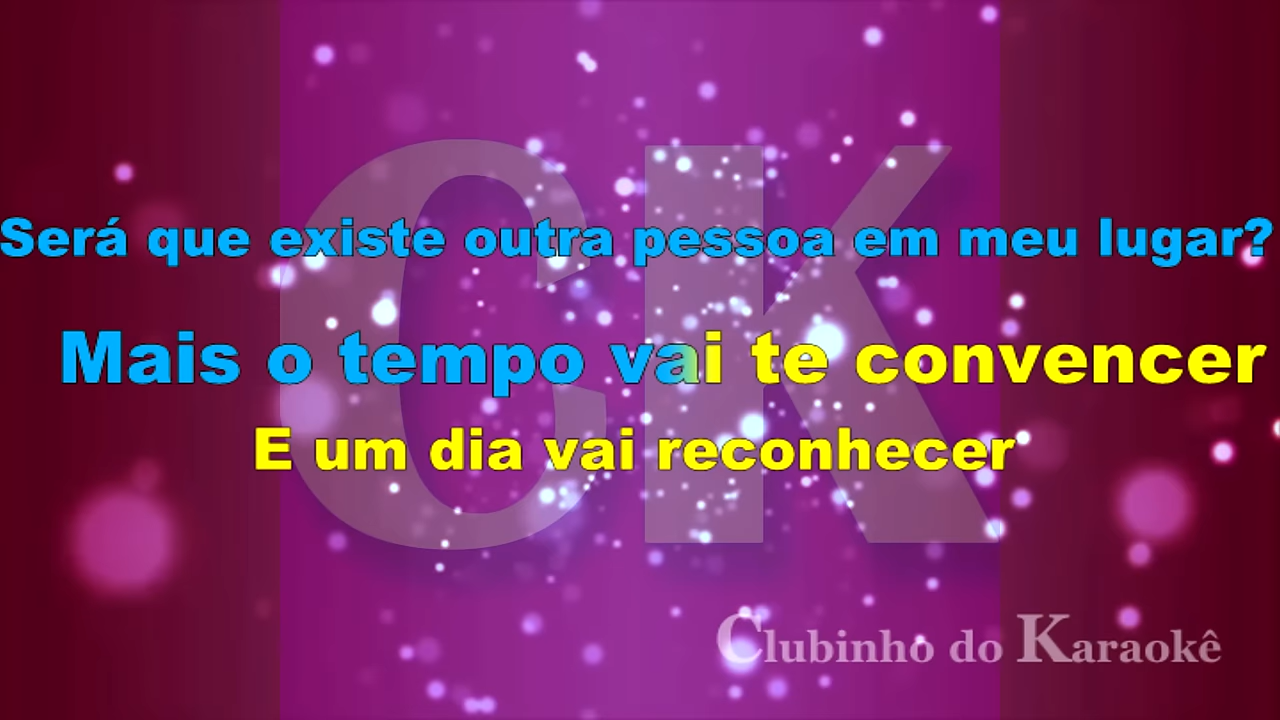 Será que existe outra pessoa em meu lugar?
Mais o tempo vai te convencer
E um dia vai reconhecer
CK
Clubinho do Karaokê